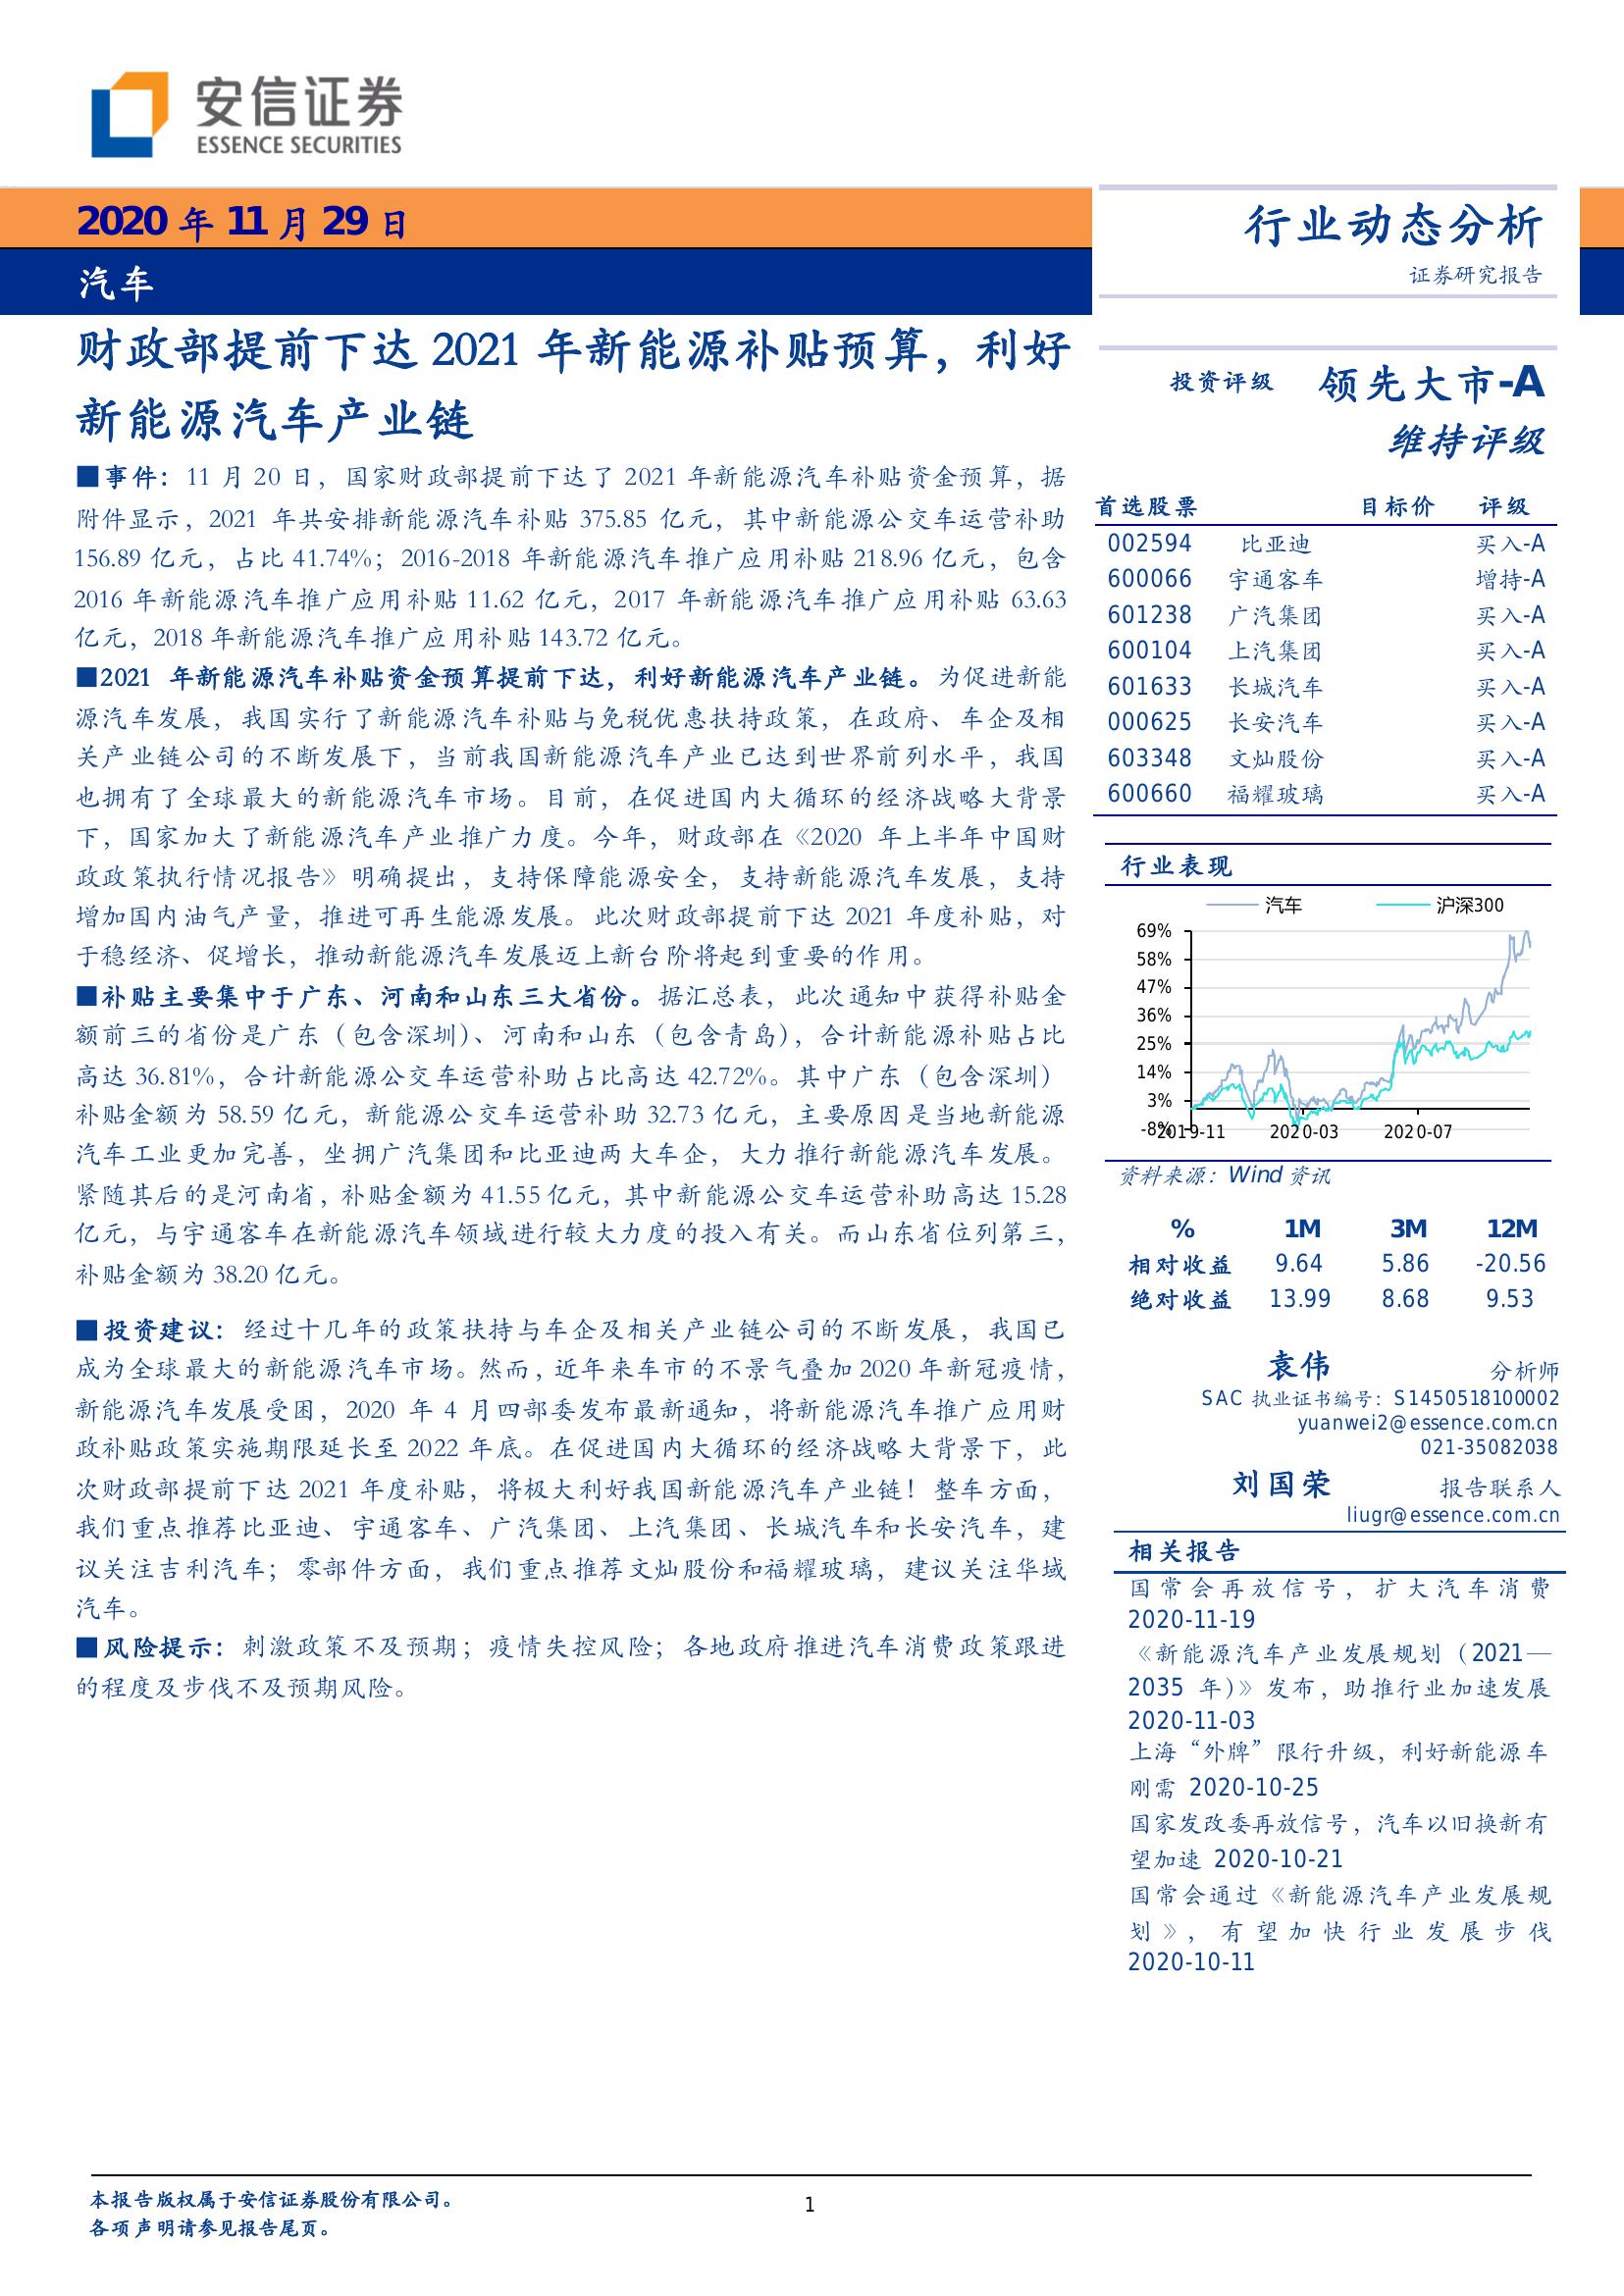 安信证券
ESSENCE SECURITIES
2020 年 11 月 29 日
汽车
行业动态分析
证券研究报告
财政部提前下达 2021 年新能源补贴预算，利好
新能源汽车产业链
■事件：11 月 20 日，国家财政部提前下达了 2021 年新能源汽车补贴资金预算，据
附件显示，2021 年共安排新能源汽车补贴 375.85 亿元，其中新能源公交车运营补助
156.89 亿元，占比 41.74%；2016-2018 年新能源汽车推广应用补贴 218.96 亿元，包含
2016 年新能源汽车推广应用补贴 11.62 亿元，2017 年新能源汽车推广应用补贴 63.63
亿元，2018 年新能源汽车推广应用补贴 143.72 亿元。
■2021 年新能源汽车补贴资金预算提前下达，利好新能源汽车产业链。为促进新能
源汽车发展，我国实行了新能源汽车补贴与免税优惠扶持政策，在政府、车企及相
关产业链公司的不断发展下，当前我国新能源汽车产业已达到世界前列水平，我国
也拥有了全球最大的新能源汽车市场。目前，在促进国内大循环的经济战略大背景
下，国家加大了新能源汽车产业推广力度。今年，财政部在《2020 年上半年中国财
政政策执行情况报告》明确提出，支持保障能源安全，支持新能源汽车发展，支持
增加国内油气产量，推进可再生能源发展。此次财政部提前下达 2021 年度补贴，对
于稳经济、促增长，推动新能源汽车发展迈上新台阶将起到重要的作用。
■补贴主要集中于广东、河南和山东三大省份。据汇总表，此次通知中获得补贴金
额前三的省份是广东（包含深圳）、河南和山东（包含青岛），合计新能源补贴占比
高达 36.81%，合计新能源公交车运营补助占比高达 42.72%。其中广东（包含深圳）
补贴金额为 58.59 亿元，新能源公交车运营补助 32.73 亿元，主要原因是当地新能源
汽车工业更加完善，坐拥广汽集团和比亚迪两大车企，大力推行新能源汽车发展。
紧随其后的是河南省，补贴金额为 41.55 亿元，其中新能源公交车运营补助高达 15.28
亿元，与宇通客车在新能源汽车领域进行较大力度的投入有关。而山东省位列第三，
补贴金额为 38.20 亿元。
■投资建议：经过十几年的政策扶持与车企及相关产业链公司的不断发展，我国已
成为全球最大的新能源汽车市场。然而，近年来车市的不景气叠加 2020 年新冠疫情，
新能源汽车发展受困，2020 年 4 月四部委发布最新通知，将新能源汽车推广应用财
政补贴政策实施期限延长至 2022 年底。在促进国内大循环的经济战略大背景下，此
次财政部提前下达 2021 年度补贴，将极大利好我国新能源汽车产业链！整车方面，
我们重点推荐比亚迪、宇通客车、广汽集团、上汽集团、长城汽车和长安汽车，建
议关注吉利汽车；零部件方面，我们重点推荐文灿股份和福耀玻璃，建议关注华域
汽车。
■风险提示：刺激政策不及预期；疫情失控风险；各地政府推进汽车消费政策跟进
的程度及步伐不及预期风险。
投资评级 领先大市-A
维持评级
首选股票 目标价 评级
002594 比亚迪 买入-A
600066 宇通客车 增持-A
601238 广汽集团 买入-A
600104 上汽集团 买入-A
601633 长城汽车 买入-A
000625 长安汽车 买入-A
603348 文灿股份 买入-A
600660 福耀玻璃 买入-A
行业表现
汽车 沪深300
69%
58%
47%
36%
25%
14%
3%
-8%
2019-11 2020-03 2020-07
资料来源：Wind 资讯
% 1M 3M 12M
相对收益 9.64 5.86 -20.56
绝对收益 13.99 8.68 9.53
袁伟 分析师
SAC 执业证书编号：S1450518100002
yuanwei2@essence.com.cn
021-35082038
刘国荣 报告联系人
liugr@essence.com.cn
相关报告
国常会再放信号，扩大汽车消费
2020-11-19
《新能源汽车产业发展规划（2021—
2035 年)》发布，助推行业加速发展
2020-11-03
上海“外牌”限行升级，利好新能源车
刚需 2020-10-25
国家发改委再放信号，汽车以旧换新有
望加速 2020-10-21
国常会通过《新能源汽车产业发展规
划》，有望加快行业发展步伐
2020-10-11
本报告版权属于安信证券股份有限公司。
各项声明请参见报告尾页。
1